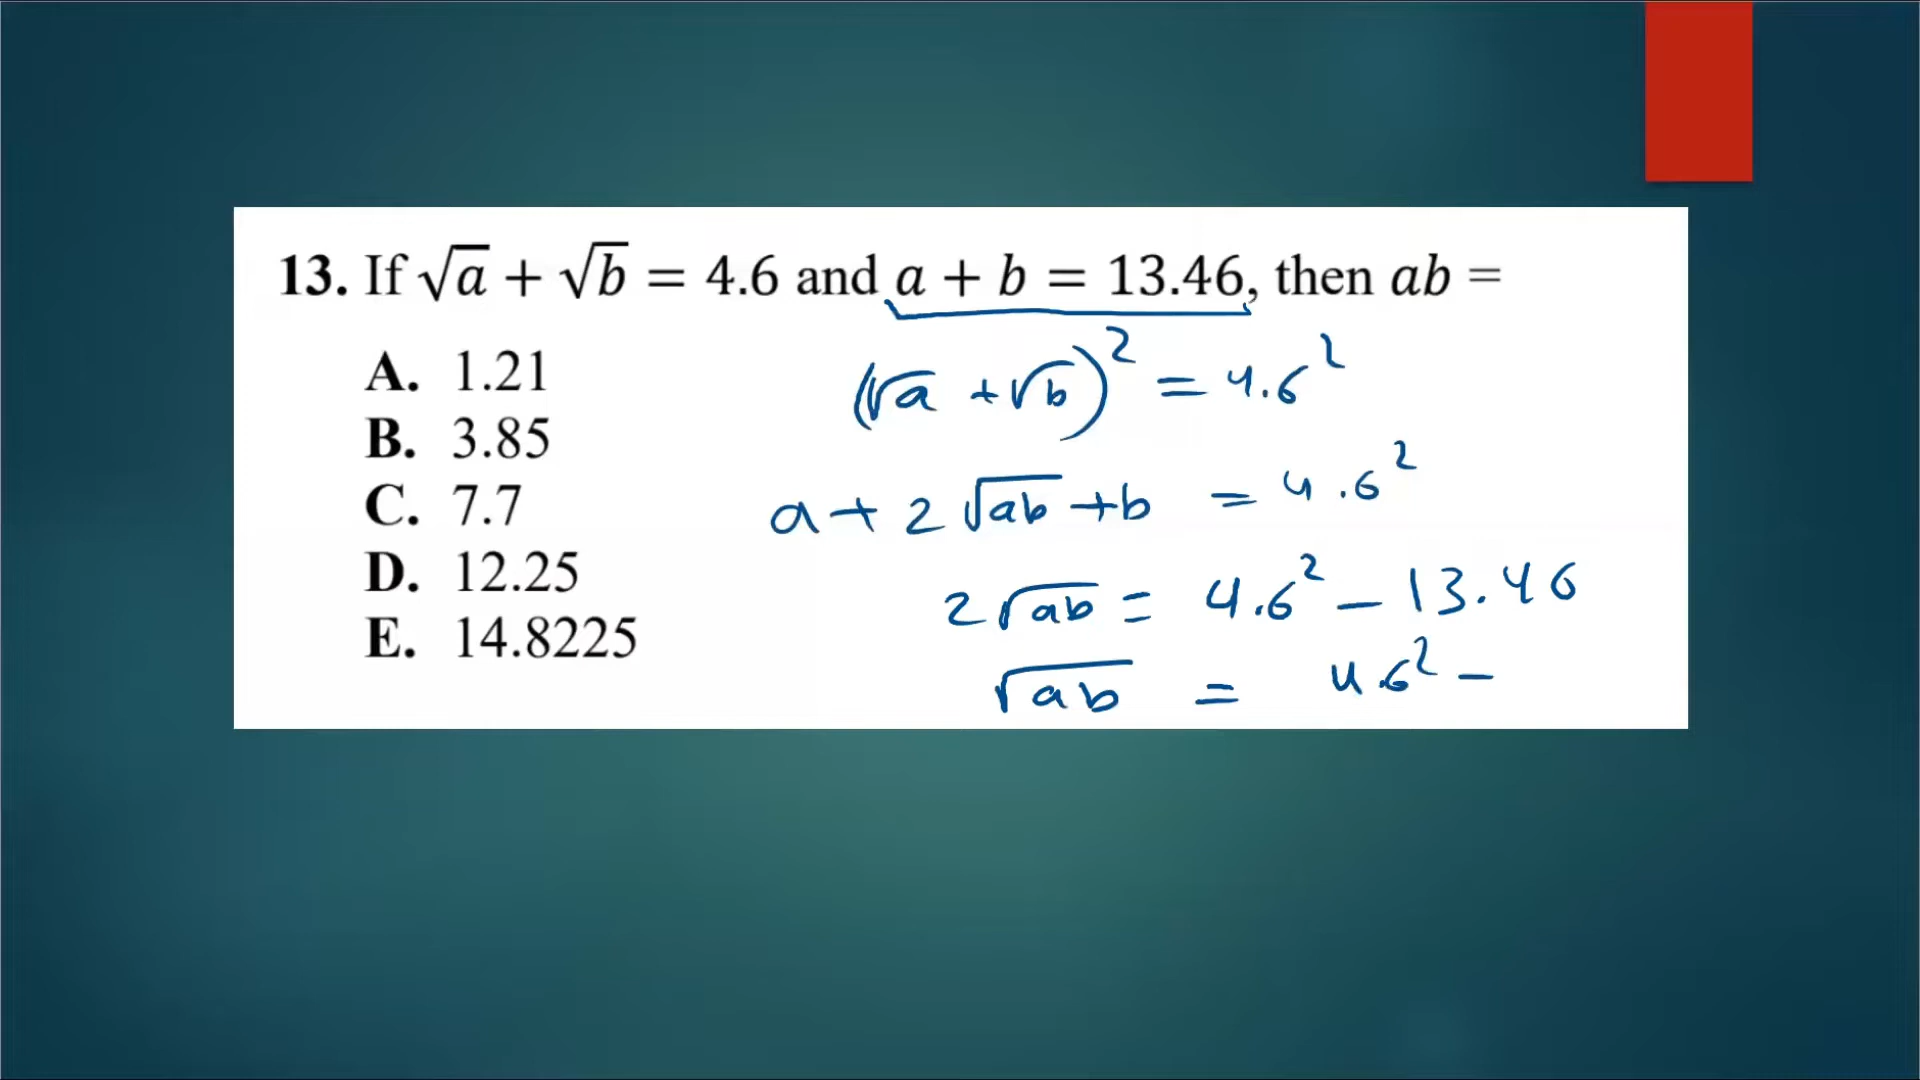 13. If √a + √b = 4.6 and a + b = 13.46, then ab =
A. 1.21
B. 3.85
C. 7.7
D. 12.25
E. 14.8225
(√a + √b)² = 4.6²
a + 2√ab + b = 4.6²
2√ab = 4.6² − 13.46
√ab = 4.6² −